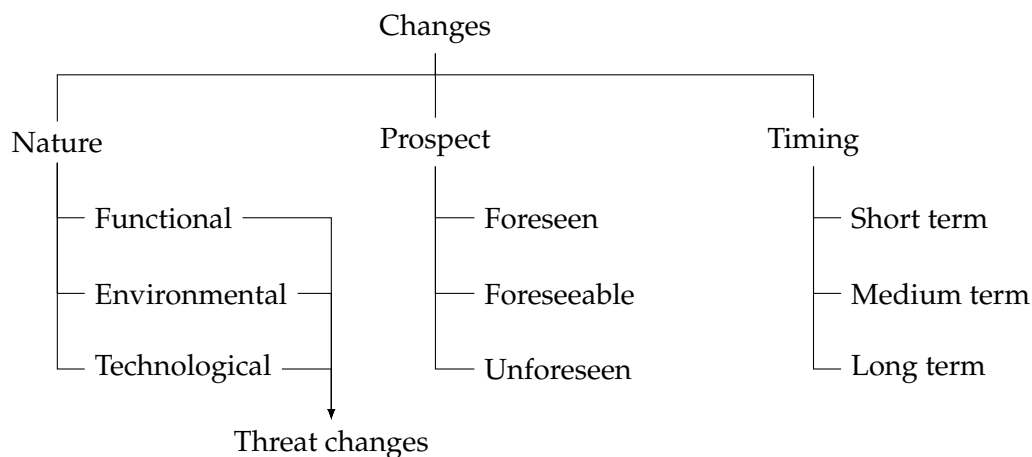 Changes
Nature
Prospect
Timing
Functional
Foreseen
Short term
Environmental
Foreseeable
Medium term
Technological
Unforeseen
Long term
Threat changes